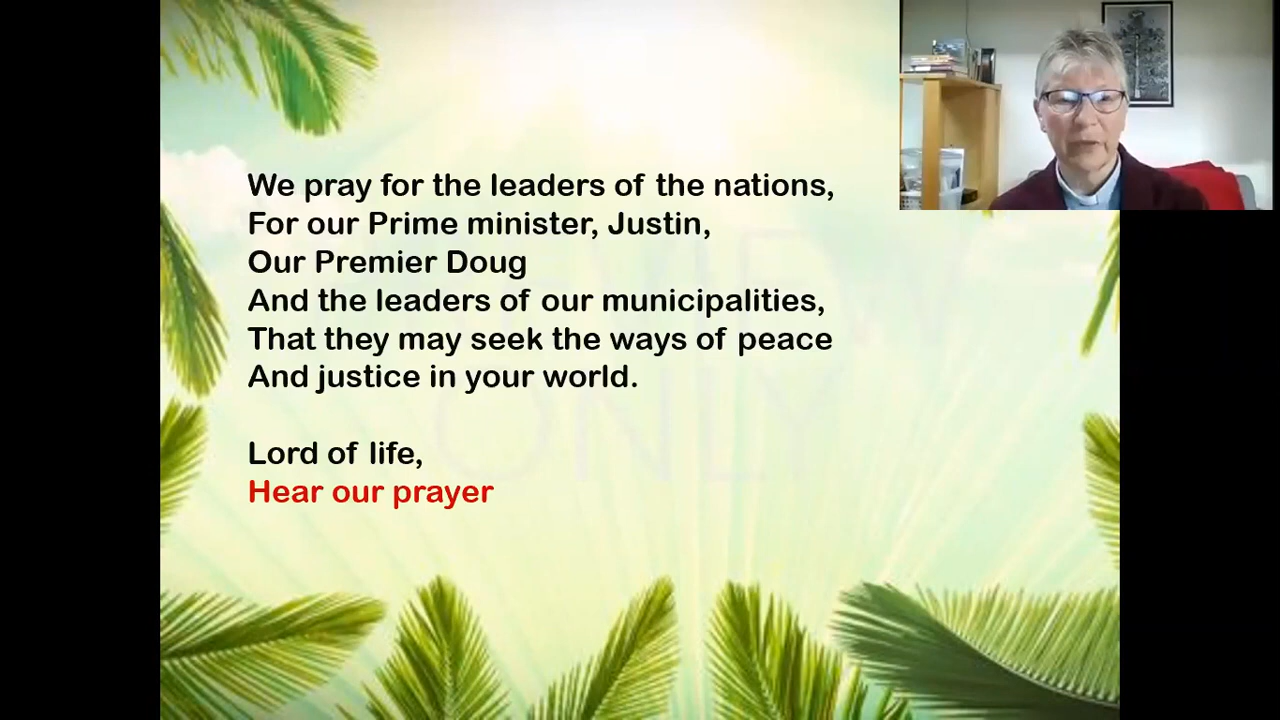 We pray for the leaders of the nations,
For our Prime minister, Justin,
Our Premier Doug
And the leaders of our municipalities,
That they may seek the ways of peace
And justice in your world.
Lord of life,
Hear our prayer